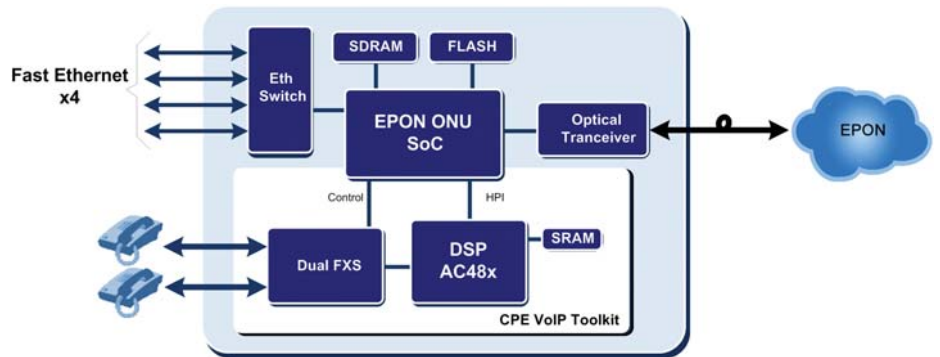 SDRAM
FLASH
Fast Ethernet
x4
Eth
Switch
EPON ONU
SoC
Optical
Tranceiver
EPON
Control
HPI
Dual FXS
DSP
AC48x
SRAM
CPE VoIP Toolkit